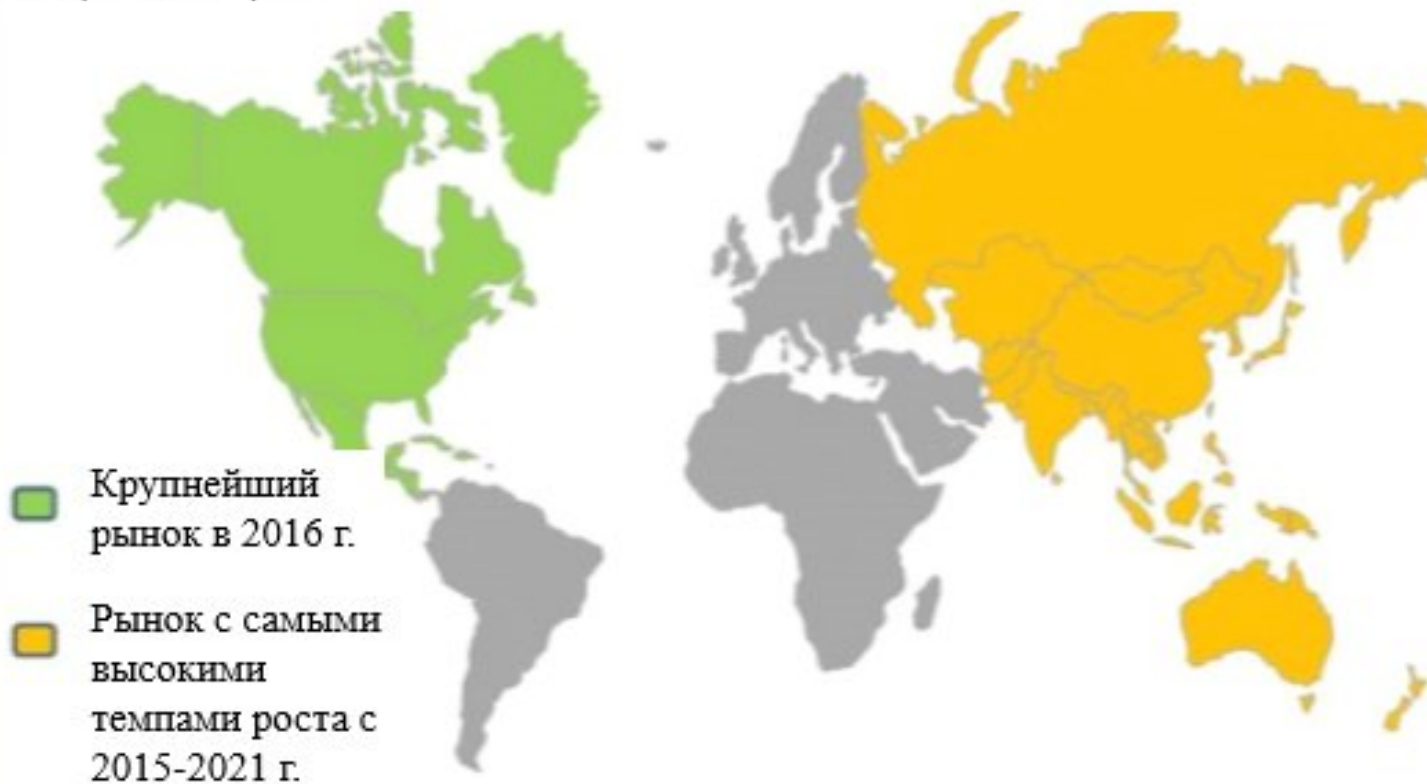 Крупнейший
рынок в 2016 г.
Рынок с самыми
высокими
темпами роста с
2015-2021 г.